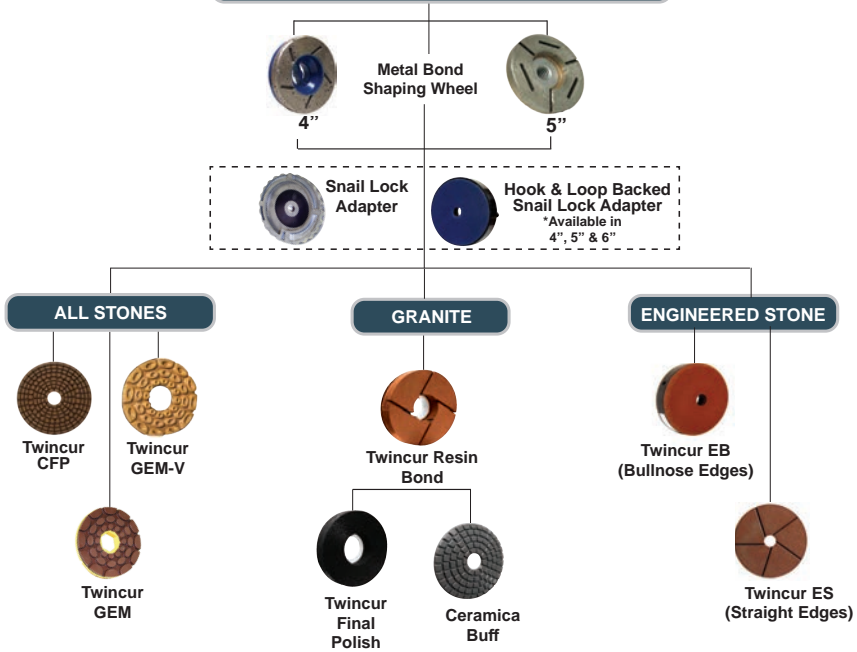 Metal Bond
Shaping Wheel
4”
5”
Snail Lock
Adapter
Hook & Loop Backed
Snail Lock Adapter
*Available in
4”, 5” & 6”
ALL STONES
GRANITE
ENGINEERED STONE
Twincur
CFP
Twincur
GEM-V
Twincur
GEM
Twincur Resin
Bond
Twincur
Final
Polish
Ceramica
Buff
Twincur EB
(Bullnose Edges)
Twincur ES
(Straight Edges)